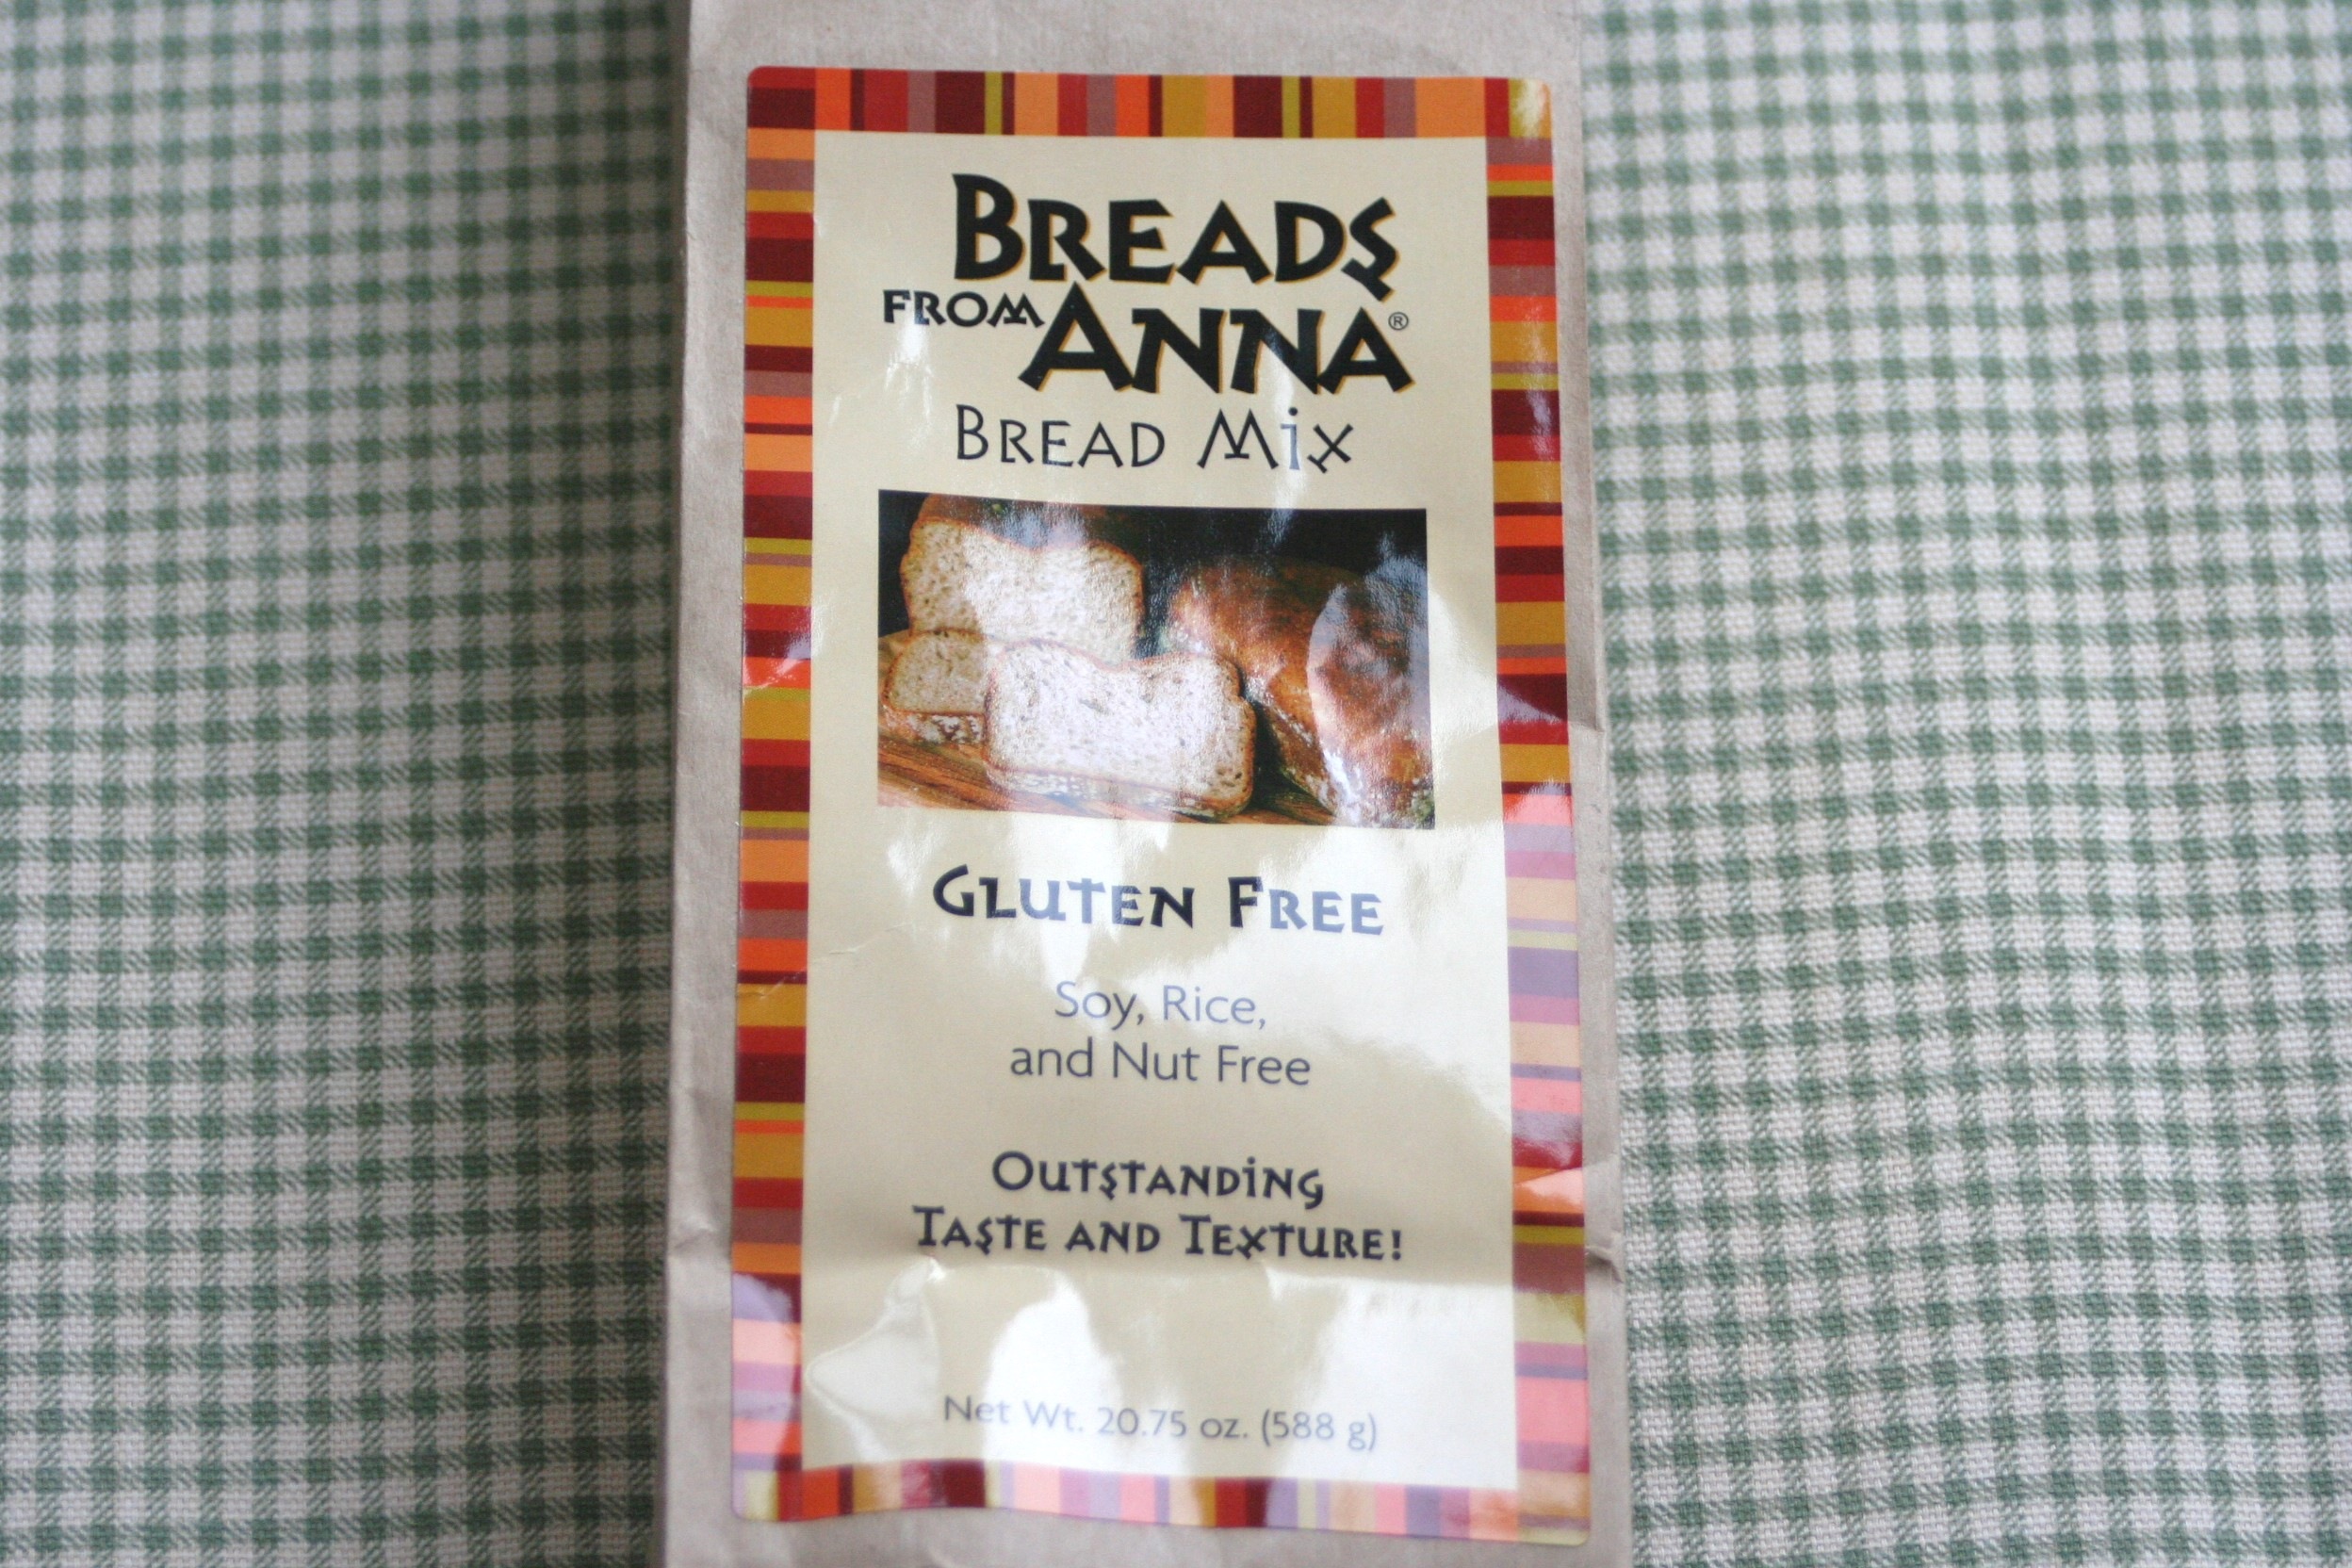 BREADS
FROM ANNA®
BREAD MiX
GLUTEN FREE
Soy, Rice,
and Nut Free
OUTSTANDiNG
TASTE AND TEXTURE!
Net Wt. 20.75 oz. (588 g)